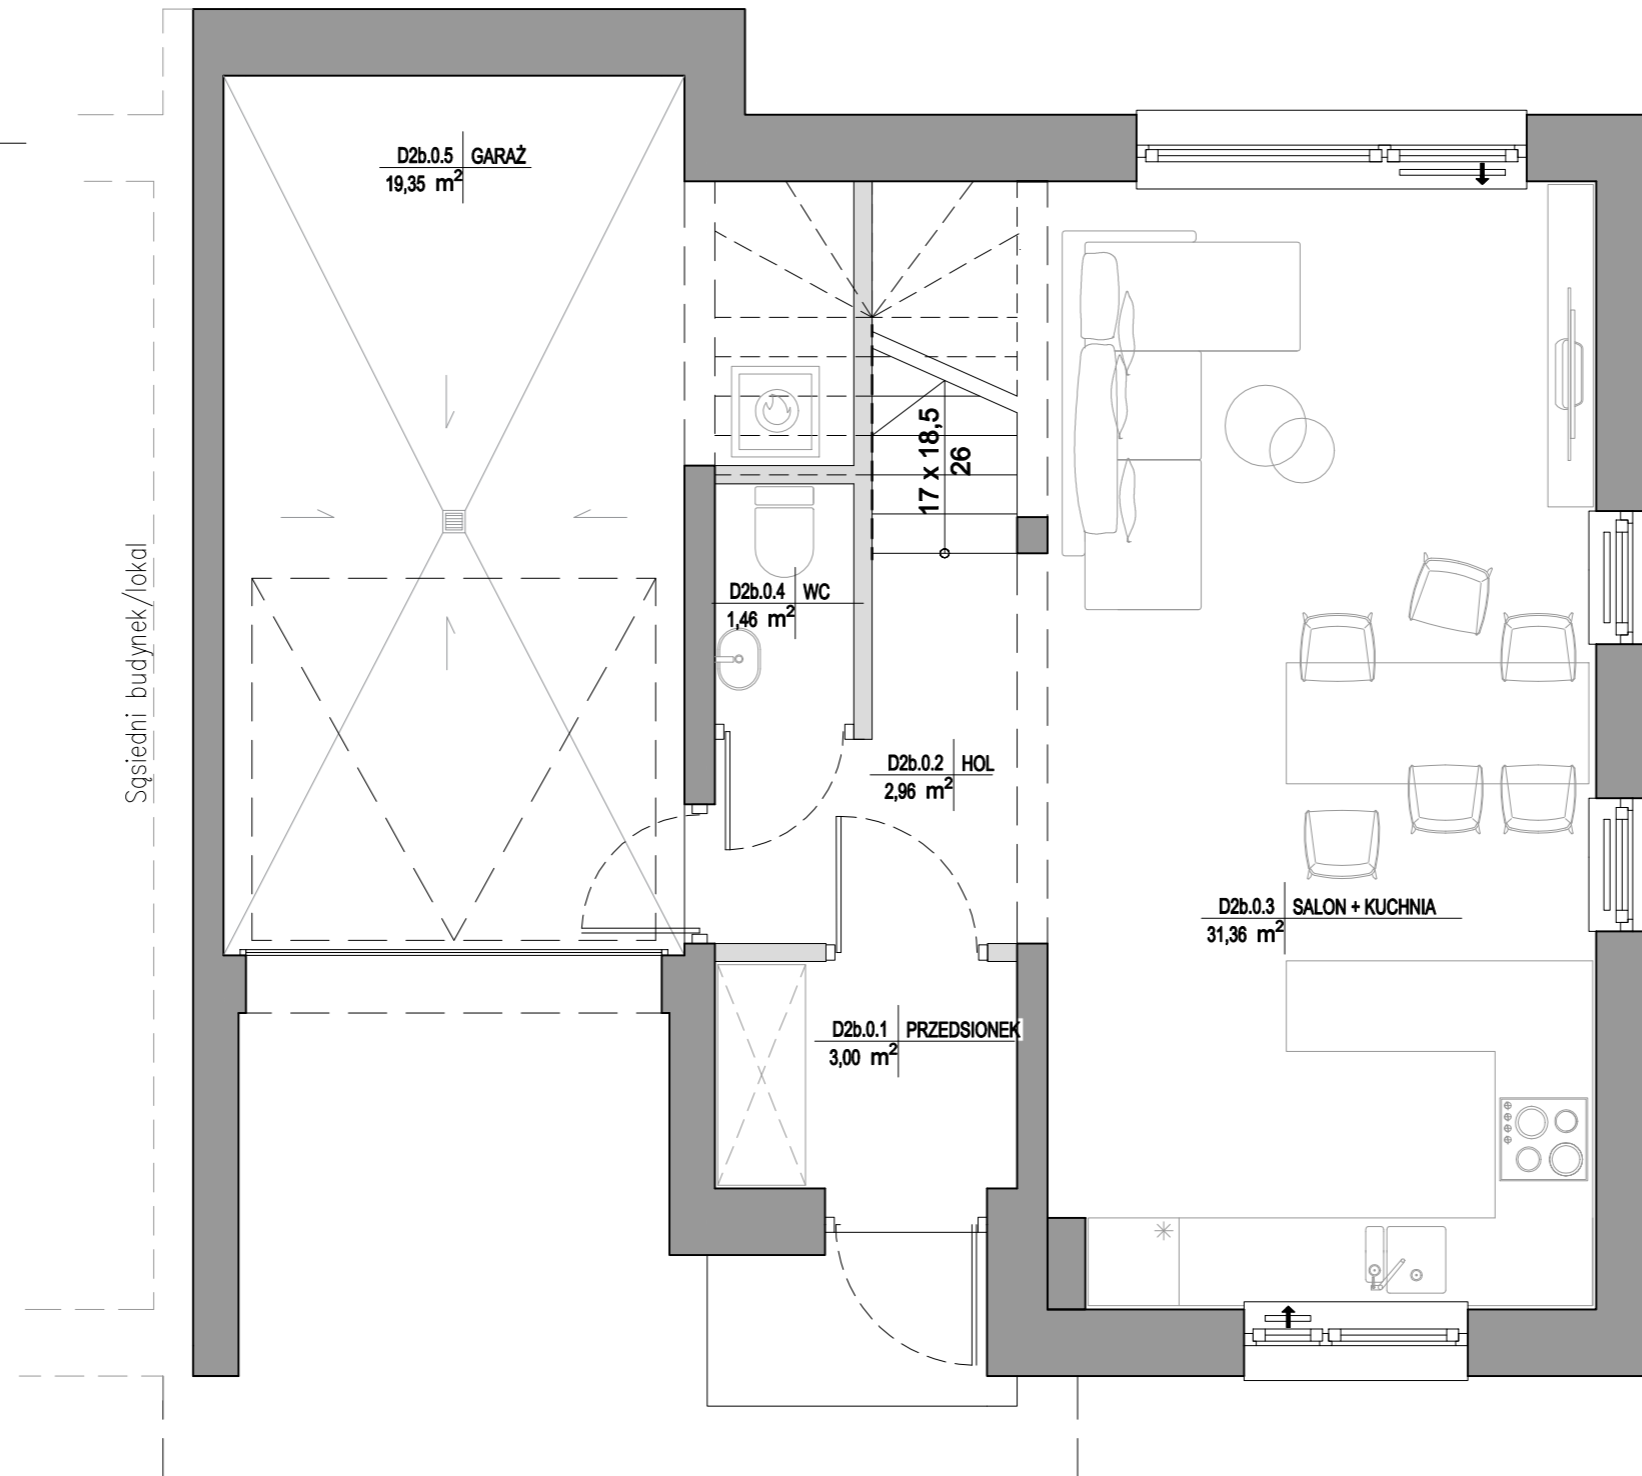 D2b.0.5 GARAŻ
19,35 m²
17 x 18,5
26
Sąsiedni budynek/lokal
D2b.0.4 WC
1,46 m²
D2b.0.2 HOL
2,96 m²
D2b.0.3 SALON + KUCHNIA
31,36 m²
D2b.0.1 PRZEDSIONEK
3,00 m²